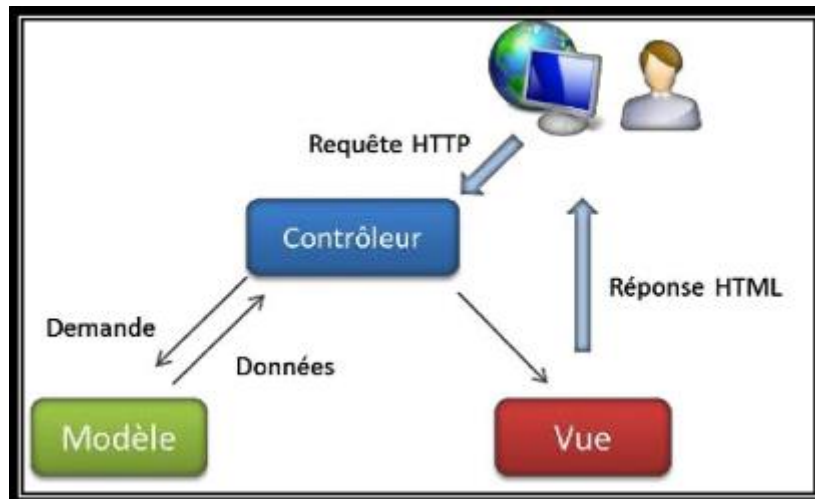 Requête HTTP
Contrôleur
Réponse HTML
Demande
Données
Modèle
Vue